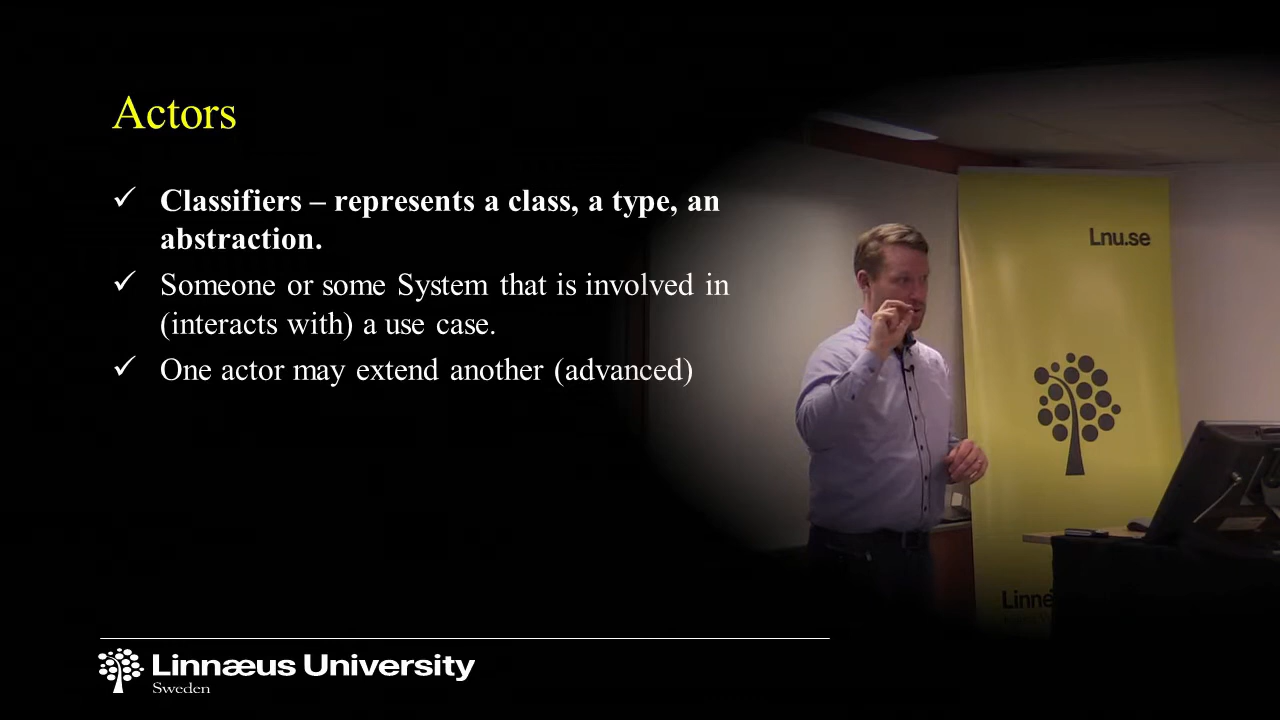 Actors
✓ Classifiers – represents a class, a type, an
abstraction.
✓ Someone or some System that is involved in
(interacts with) a use case.
✓ One actor may extend another (advanced)
Lnu.se
Linnæus University
Sweden